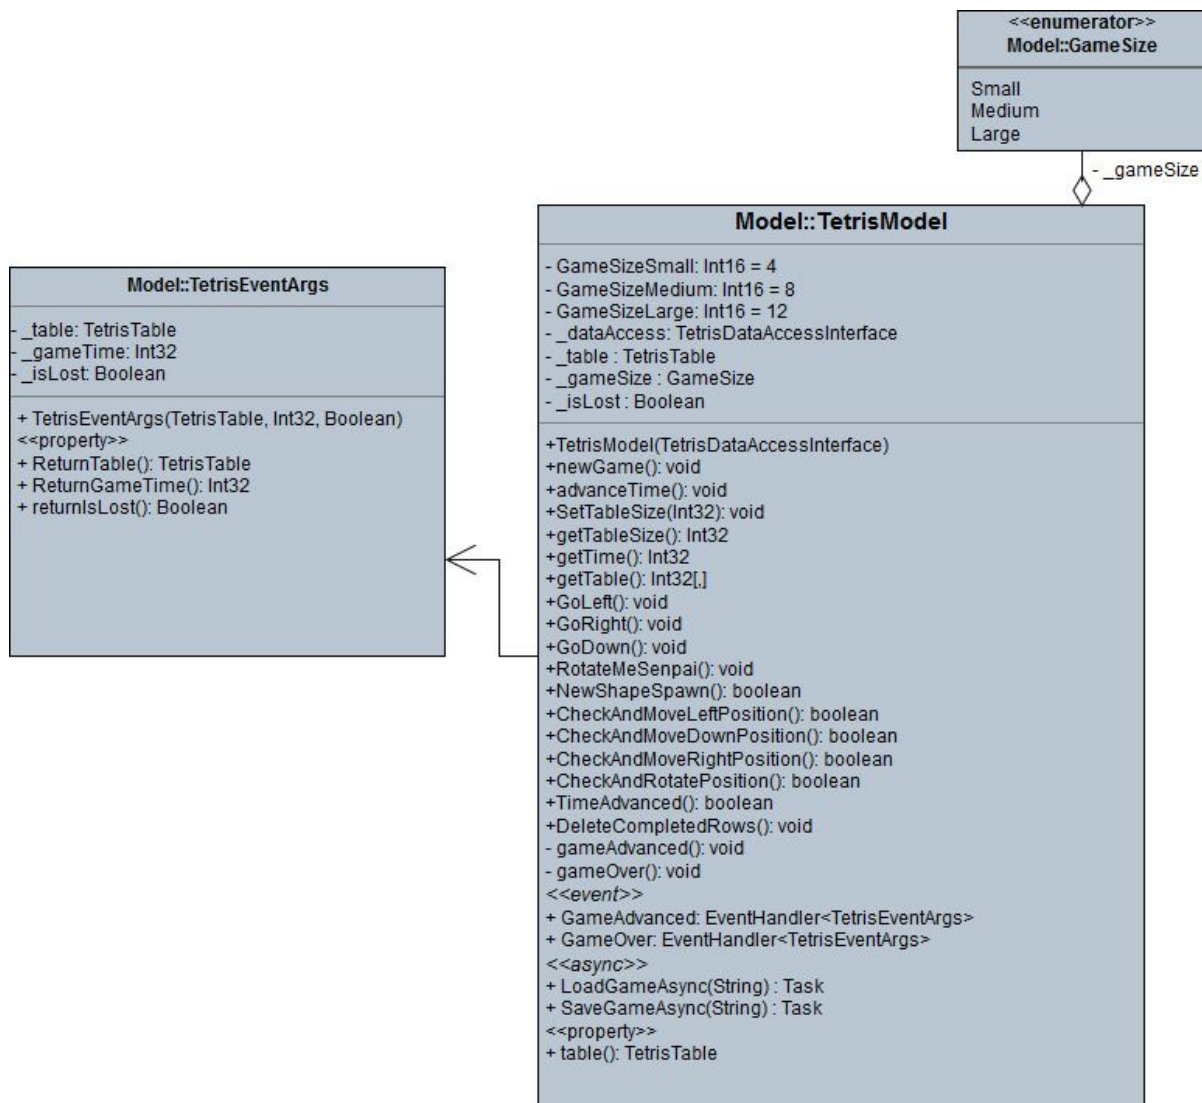 <<enumerator>>
Model::GameSize
Small
Medium
Large
- _gameSize
Model::TetrisModel
- GameSizeSmall: Int16 = 4
- GameSizeMedium: Int16 = 8
- GameSizeLarge: Int16 = 12
- _dataAccess: TetrisDataAccessInterface
- _table : TetrisTable
- _gameSize : GameSize
- _isLost : Boolean
+TetrisModel(TetrisDataAccessInterface)
+newGame(): void
+advanceTime(): void
+SetTableSize(Int32): void
+getTableSize(): Int32
+getTime(): Int32
+getTable(): Int32[,]
+GoLeft(): void
+GoRight(): void
+GoDown(): void
+RotateMeSenpai(): void
+NewShapeSpawn(): boolean
+CheckAndMoveLeftPosition(): boolean
+CheckAndMoveDownPosition(): boolean
+CheckAndMoveRightPosition(): boolean
+CheckAndRotatePosition(): boolean
+TimeAdvanced(): boolean
+DeleteCompletedRows(): void
- gameAdvanced(): void
- gameOver(): void
<<event>>
+ GameAdvanced: EventHandler<TetrisEventArgs>
+ GameOver: EventHandler<TetrisEventArgs>
<<async>>
+ LoadGameAsync(String) : Task
+ SaveGameAsync(String) : Task
<<property>>
+ table(): TetrisTable
Model::TetrisEventArgs
- _table: TetrisTable
- _gameTime: Int32
- _isLost: Boolean
+ TetrisEventArgs(TetrisTable, Int32, Boolean)
<<property>>
+ ReturnTable(): TetrisTable
+ ReturnGameTime(): Int32
+ returnIsLost(): Boolean